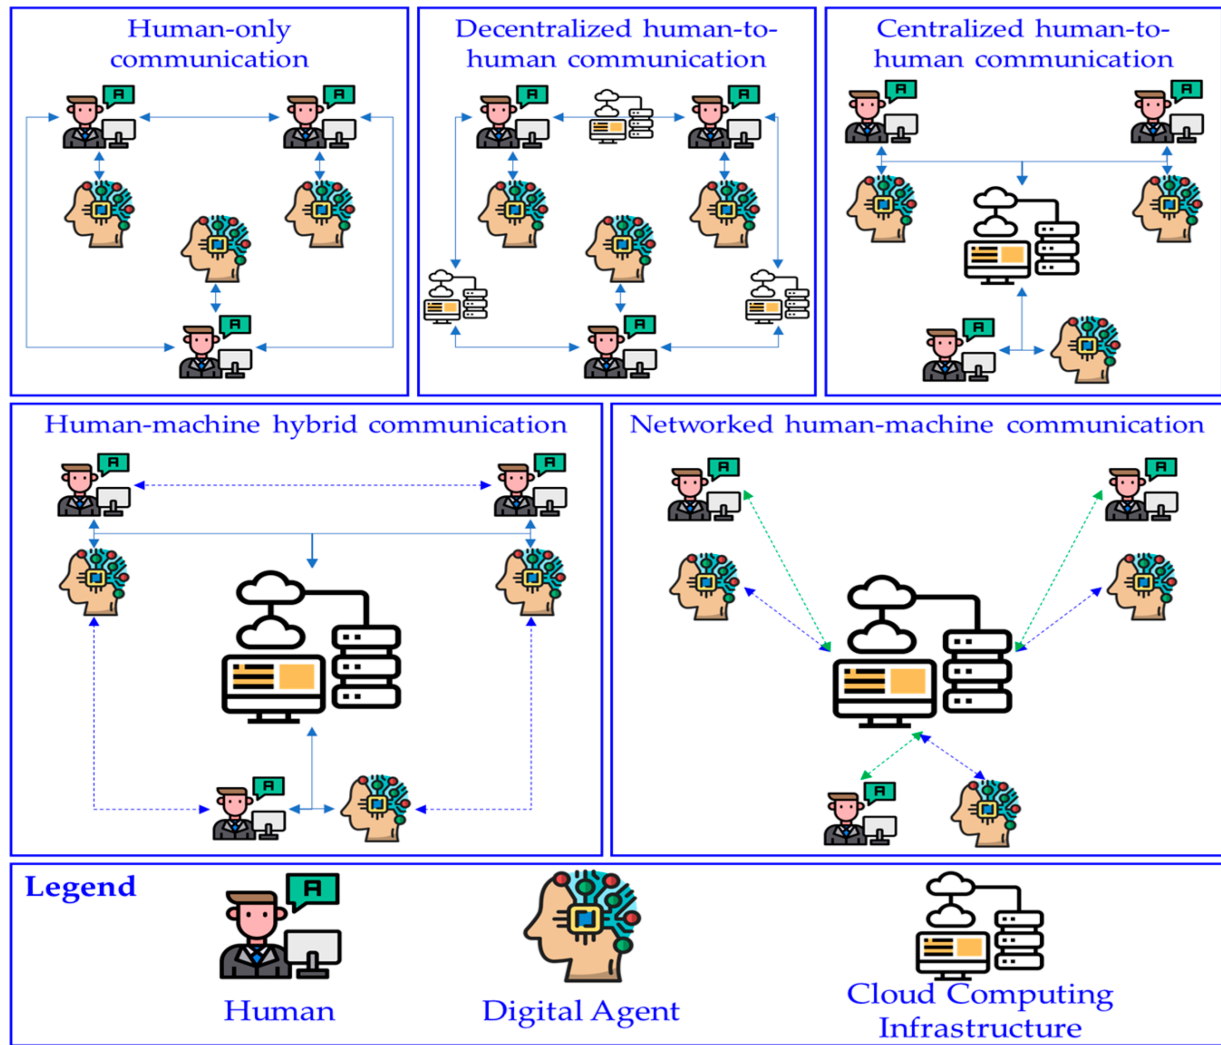 Human-only
communication
Decentralized human-to-
human communication
Centralized human-to-
human communication
A
A
A
A
A
A
A
A
A
Human-machine hybrid communication
Networked human-machine communication
A
A
A
A
A
A
Legend
A
Human
Digital Agent
Cloud Computing
Infrastructure